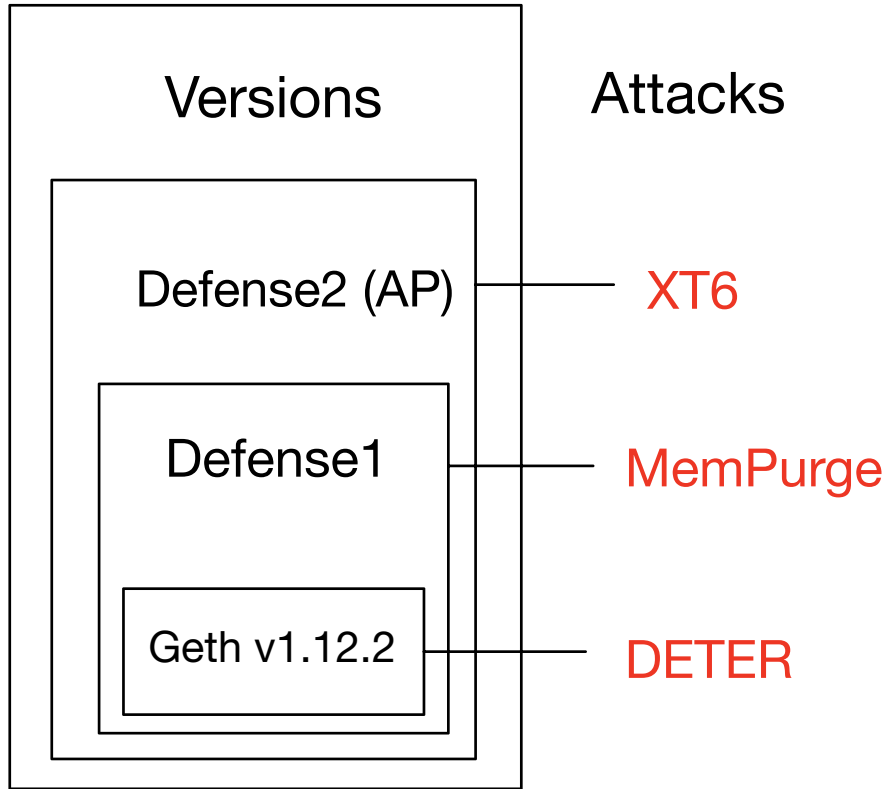 Versions
Attacks
Defense2 (AP)
XT6
Defense1
MemPurge
Geth v1.12.2
DETER